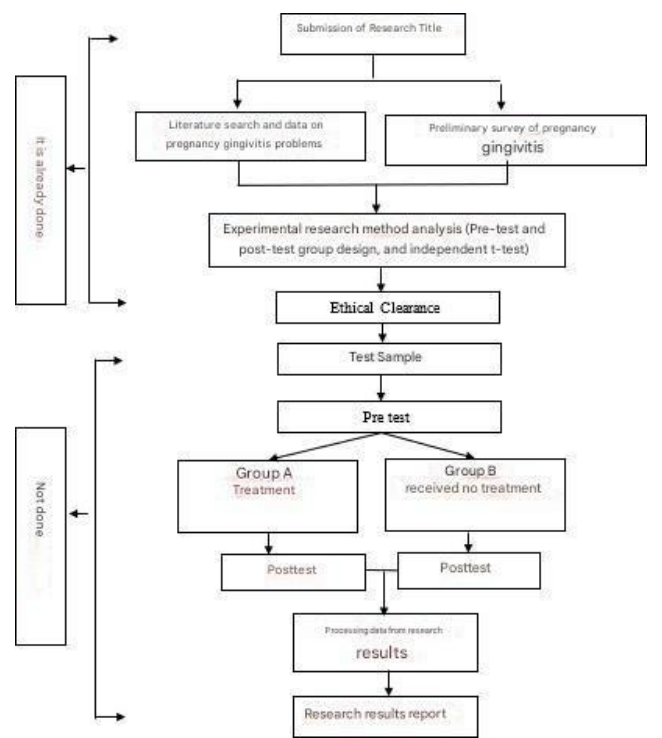 Submission of Research Title
It is already done
Literature search and data on
pregnancy gingivitis problems
Preliminary survey of pregnancy
gingivitis
Experimental research method analysis (Pre-test and
post-test group design, and independent t-test)
Ethical Clearance
Test Sample
Pre test
Not done
Group A
Treatment
Group B
received no treatment
Posttest
Posttest
Processing data from research
results
Research results report